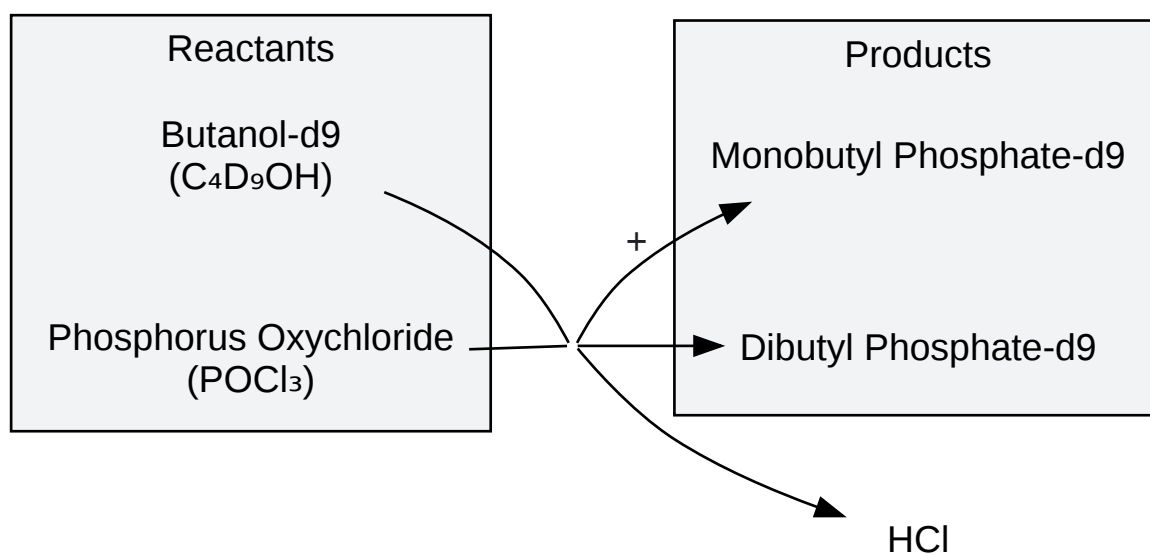 Reactants
Butanol-d9
(C₄D₉OH)
Phosphorus Oxychloride
(POCl₃)
+
Products
Monobutyl Phosphate-d9
Dibutyl Phosphate-d9
HCl